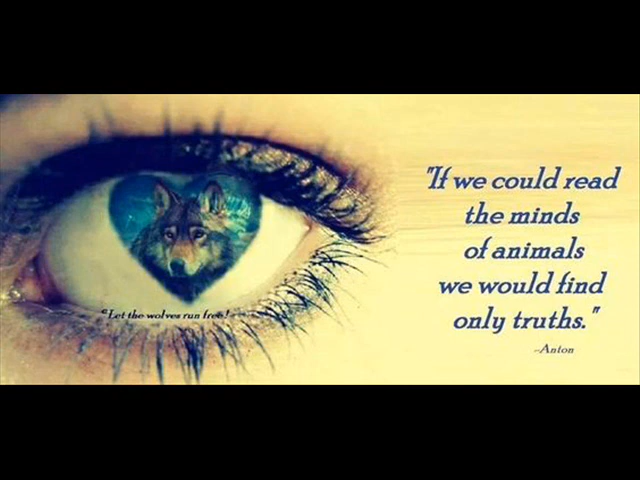 "If we could read
the minds
of animals
we would find
only truths."
~Anton
©Let the wolves run free!